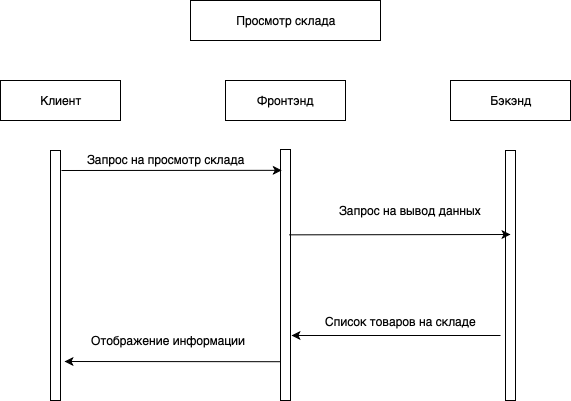 Просмотр склада
Клиент
Фронтэнд
Бэкэнд
Запрос на просмотр склада
Запрос на вывод данных
Список товаров на складе
Отображение информации